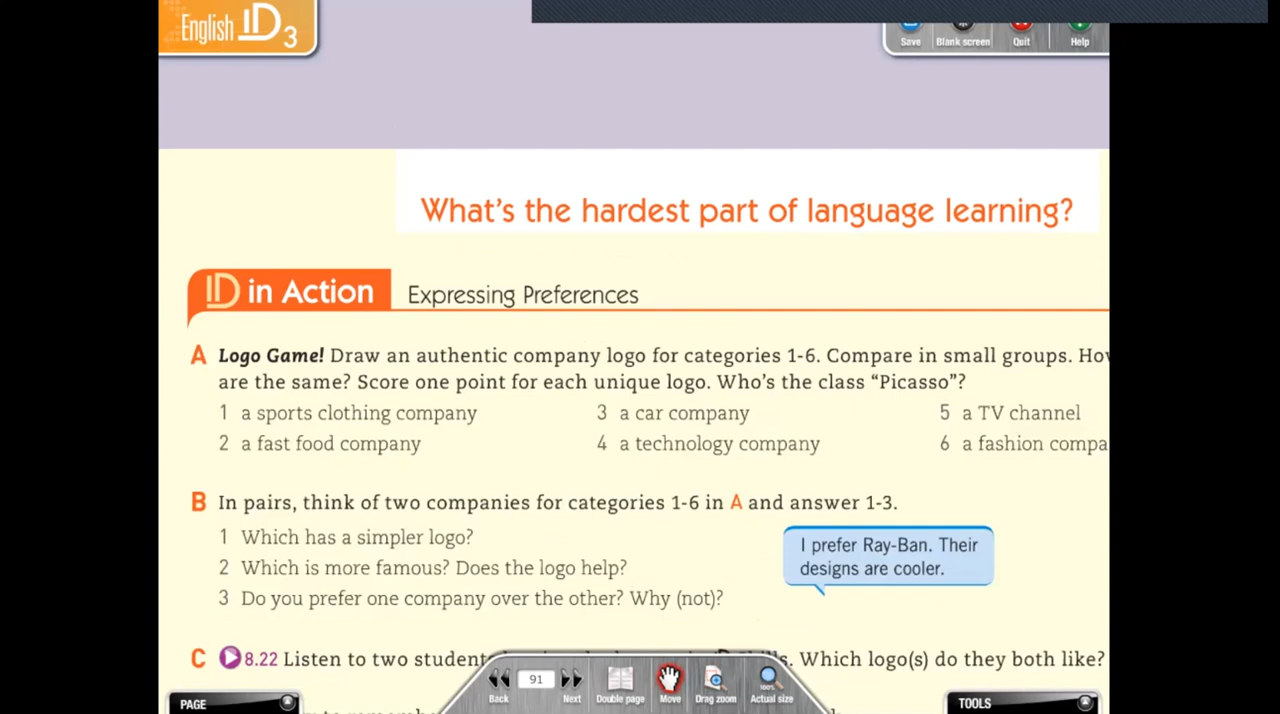 English ID 3
Save Blank screen Quit Help
What's the hardest part of language learning?
ID in Action Expressing Preferences
A Logo Game! Draw an authentic company logo for categories 1-6. Compare in small groups.
are the same? Score one point for each unique logo. Who's the class “Picasso”?
1 a sports clothing company 3 a car company 5 a TV channel
2 a fast food company 4 a technology company 6 a fashion
B In pairs, think of two companies for categories 1-6 in A and answer 1-3.
1 Which has a simpler logo?
2 Which is more famous? Does the logo help?
3 Do you prefer one company over the other? Why (not)?
I prefer Ray-Ban. Their
designs are cooler.
C 8.22 Listen to two Which logo(s) do they both like?
91
Back Next Double page Move Drag zoom Actual size
PAGE TOOLS